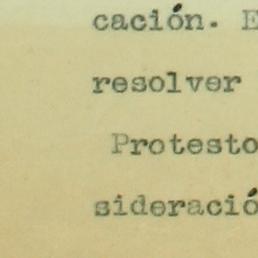 cación. E
resolver
Protesto
sideració